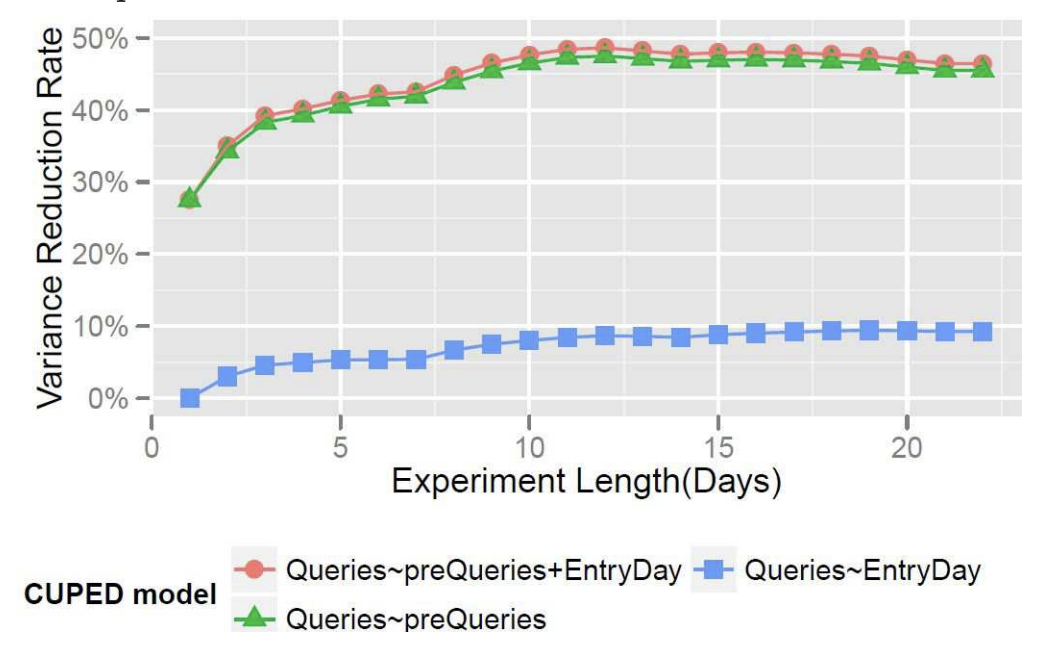 50%
40%
30%
20%
10%
0%
Variance Reduction Rate
0 5 10 15 20
Experiment Length(Days)
CUPED model
Queries~preQueries+EntryDay Queries~EntryDay
Queries~preQueries